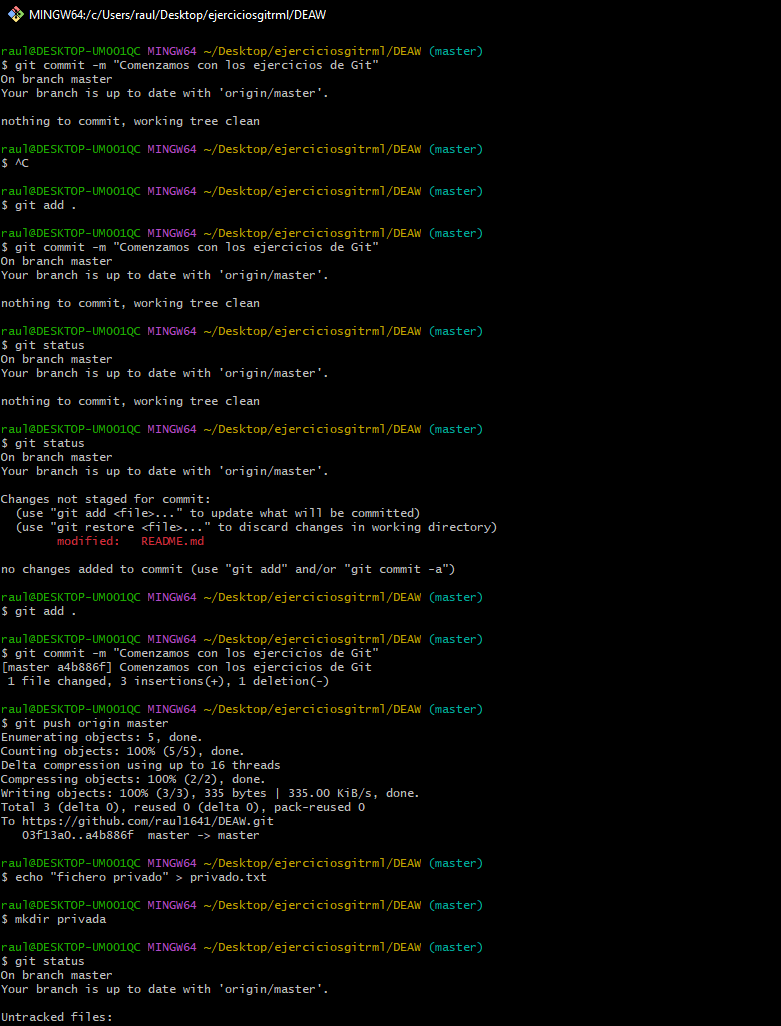 MINGW64:/c/Users/raul/Desktop/ejerciciosgitrml/DEAW
raul@DESKTOP-UMOO1QC MINGW64 ~/Desktop/ejerciciosgitrml/DEAW (master)
$ git commit -m "Comenzamos con los ejercicios de Git"
On branch master
Your branch is up to date with 'origin/master'.
nothing to commit, working tree clean
raul@DESKTOP-UMOO1QC MINGW64 ~/Desktop/ejerciciosgitrml/DEAW (master)
$ ^C
raul@DESKTOP-UMOO1QC MINGW64 ~/Desktop/ejerciciosgitrml/DEAW (master)
$ git add .
raul@DESKTOP-UMOO1QC MINGW64 ~/Desktop/ejerciciosgitrml/DEAW (master)
$ git commit -m "Comenzamos con los ejercicios de Git"
On branch master
Your branch is up to date with 'origin/master'.
nothing to commit, working tree clean
raul@DESKTOP-UMOO1QC MINGW64 ~/Desktop/ejerciciosgitrml/DEAW (master)
$ git status
On branch master
Your branch is up to date with 'origin/master'.
nothing to commit, working tree clean
raul@DESKTOP-UMOO1QC MINGW64 ~/Desktop/ejerciciosgitrml/DEAW (master)
$ git status
On branch master
Your branch is up to date with 'origin/master'.
Changes not staged for commit:
  (use "git add <file>..." to update what will be committed)
  (use "git restore <file>..." to discard changes in working directory)
        modified:   README.md
no changes added to commit (use "git add" and/or "git commit -a")
raul@DESKTOP-UMOO1QC MINGW64 ~/Desktop/ejerciciosgitrml/DEAW (master)
$ git add .
raul@DESKTOP-UMOO1QC MINGW64 ~/Desktop/ejerciciosgitrml/DEAW (master)
$ git commit -m "Comenzamos con los ejercicios de Git"
[master a4b886f] Comenzamos con los ejercicios de Git
 1 file changed, 3 insertions(+), 1 deletion(-)
raul@DESKTOP-UMOO1QC MINGW64 ~/Desktop/ejerciciosgitrml/DEAW (master)
$ git push origin master
Enumerating objects: 5, done.
Counting objects: 100% (5/5), done.
Delta compression using up to 16 threads
Compressing objects: 100% (2/2), done.
Writing objects: 100% (3/3), 335 bytes | 335.00 KiB/s, done.
Total 3 (delta 0), reused 0 (delta 0), pack-reused 0
To https://github.com/raul1641/DEAW.git
   03f13a0..a4b886f  master -> master
raul@DESKTOP-UMOO1QC MINGW64 ~/Desktop/ejerciciosgitrml/DEAW (master)
$ echo "fichero privado" > privado.txt
raul@DESKTOP-UMOO1QC MINGW64 ~/Desktop/ejerciciosgitrml/DEAW (master)
$ mkdir privada
raul@DESKTOP-UMOO1QC MINGW64 ~/Desktop/ejerciciosgitrml/DEAW (master)
$ git status
On branch master
Your branch is up to date with 'origin/master'.
Untracked files: